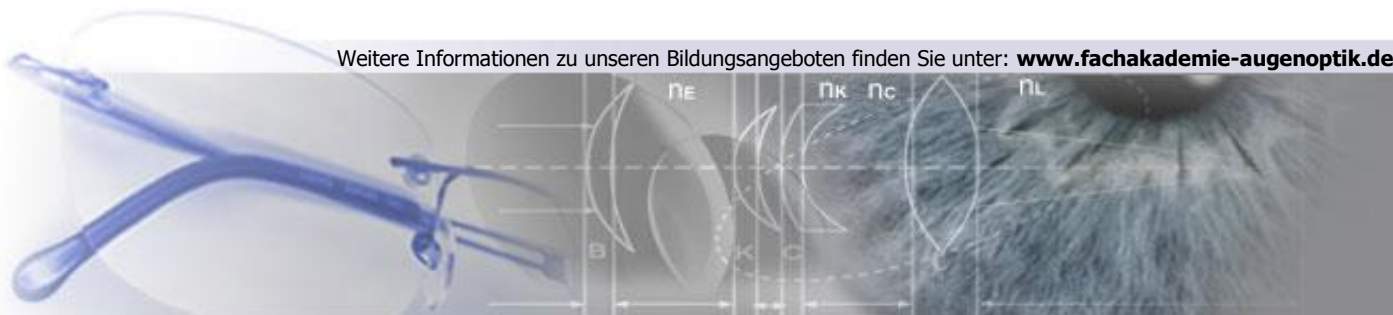 Weitere Informationen zu unseren Bildungsangeboten finden Sie unter: www.fachakademie-augenoptik.de
nE nK nC nL
B K C L